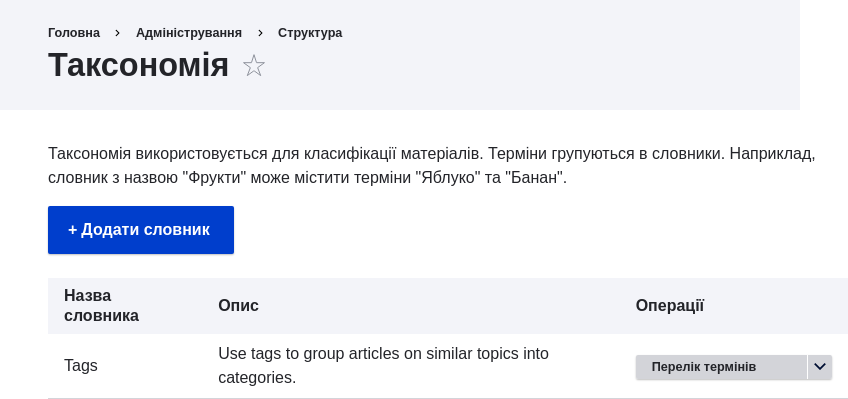 Головна › Адміністрування › Структура
Таксономія ☆
Таксономія використовується для класифікації матеріалів. Терміни групуються в словники. Наприклад,
словник з назвою "Фрукти" може містити терміни "Яблуко" та "Банан".
+ Додати словник
Назва
словника
Опис
Операції
Tags
Use tags to group articles on similar topics into
categories.
Перелік термінів